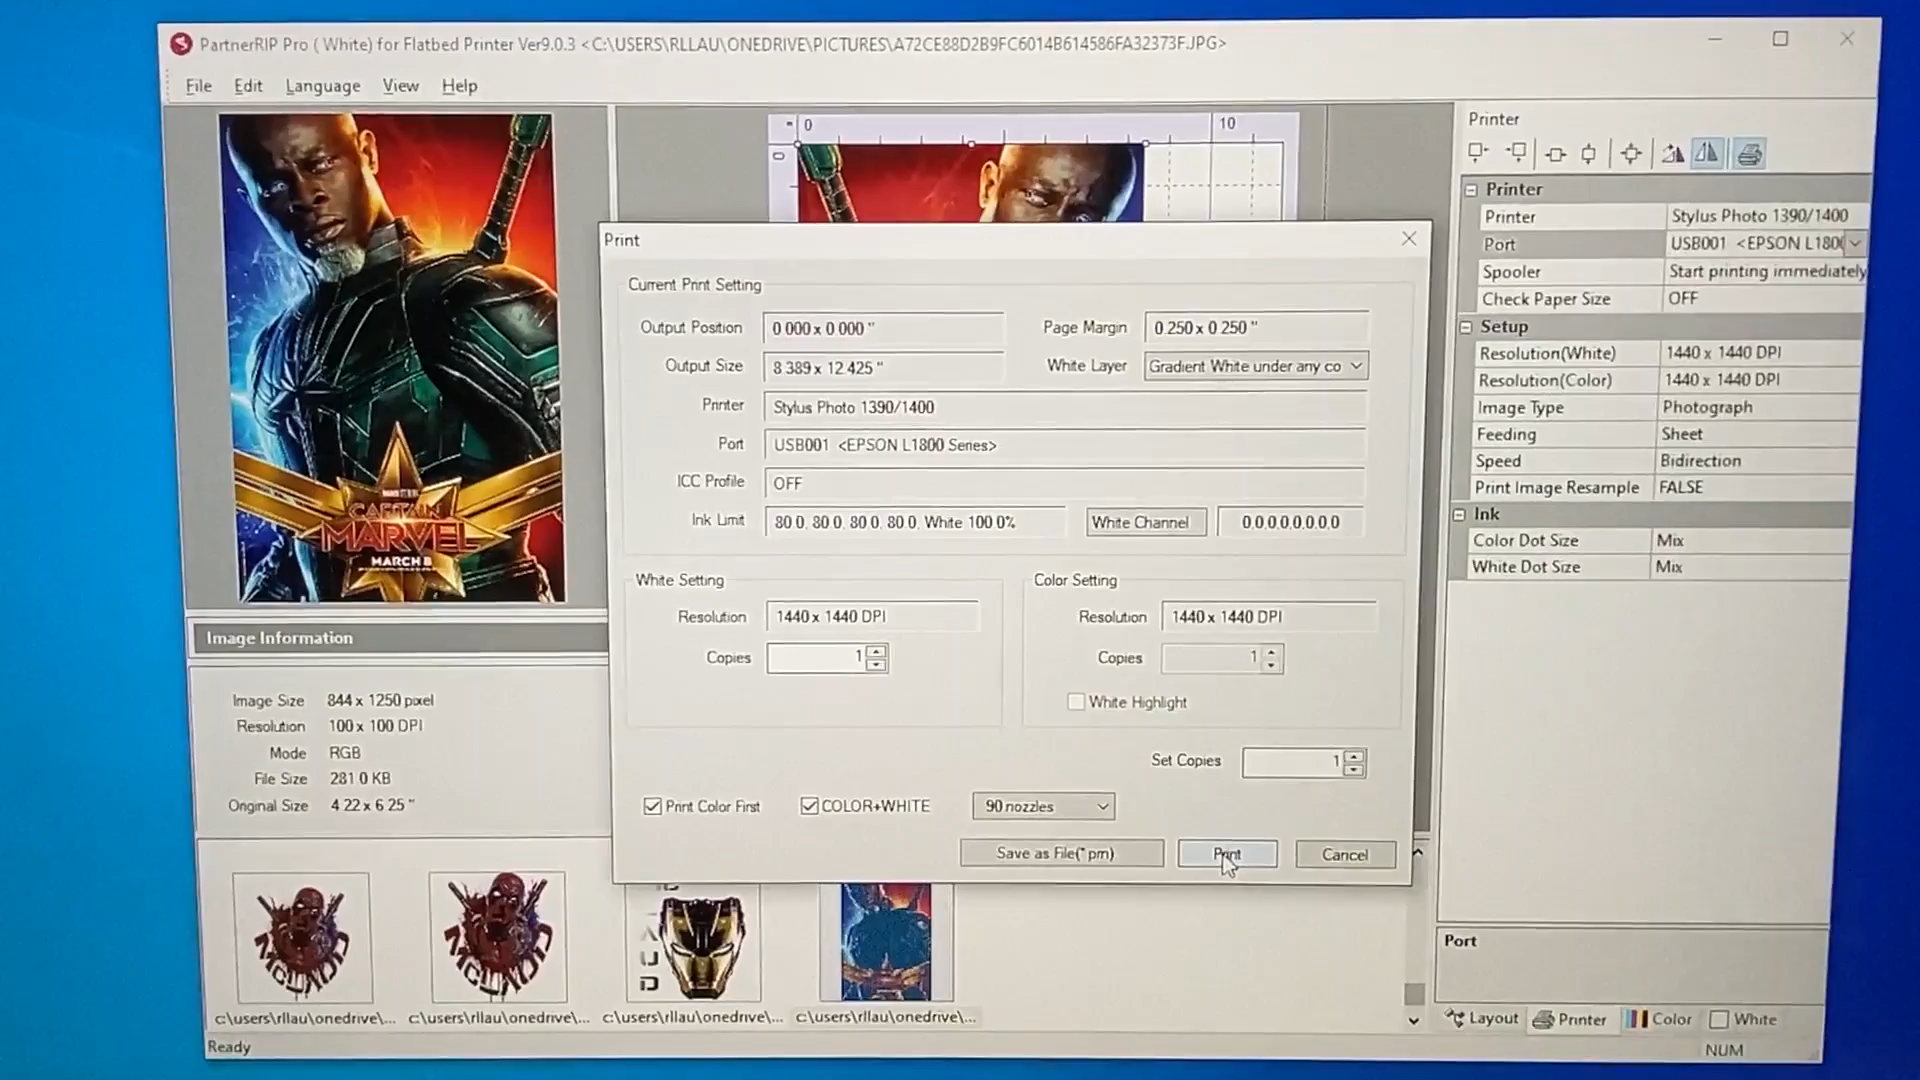 PartnerRIP Pro ( White) for Flatbed Printer Ver9.0.3 <C:\USERS\RLLAU\ONEDRIVE\PICTURES\A72CE88D2B9FC6014B614586FA32373F.JPG>
File Edit Language View Help
0 10
0
CAPTAIN
MARVEL
MARCH 8
Print
Current Print Setting
Output Position 0.000 x 0.000 " Page Margin 0.250 x 0.250 "
Output Size 8.389 x 12.425 " White Layer Gradient White under any co
Printer Stylus Photo 1390/1400
Port USB001 <EPSON L1800 Series>
ICC Profile OFF
Ink Limit 80.0, 80.0, 80.0, 80.0, White 100.0% White Channel 0,0,0,0,0,0,0,0
White Setting Color Setting
Resolution 1440 x 1440 DPI Resolution 1440 x 1440 DPI
Copies 1 Copies 1
White Highlight
Set Copies 1
Print Color First COLOR+WHITE 90 nozzles
Save as File(*.prn) Print Cancel
Printer
Printer
Printer Stylus Photo 1390/1400
Port USB001 <EPSON L180
Spooler Start printing immediately
Check Paper Size OFF
Setup
Resolution(White) 1440 x 1440 DPI
Resolution(Color) 1440 x 1440 DPI
Image Type Photograph
Feeding Sheet
Speed Bidirection
Print Image Resample FALSE
Ink
Color Dot Size Mix
White Dot Size Mix
Image Information
Image Size 844 x 1250 pixel
Resolution 100 x 100 DPI
Mode RGB
File Size 281.0 KB
Original Size 4.22 x 6.25 "
c:\users\rllau\onedrive\... c:\users\rllau\onedrive\... c:\users\rllau\onedrive\... c:\users\rllau\onedrive\...
Port
Layout Printer Color White
Ready NUM